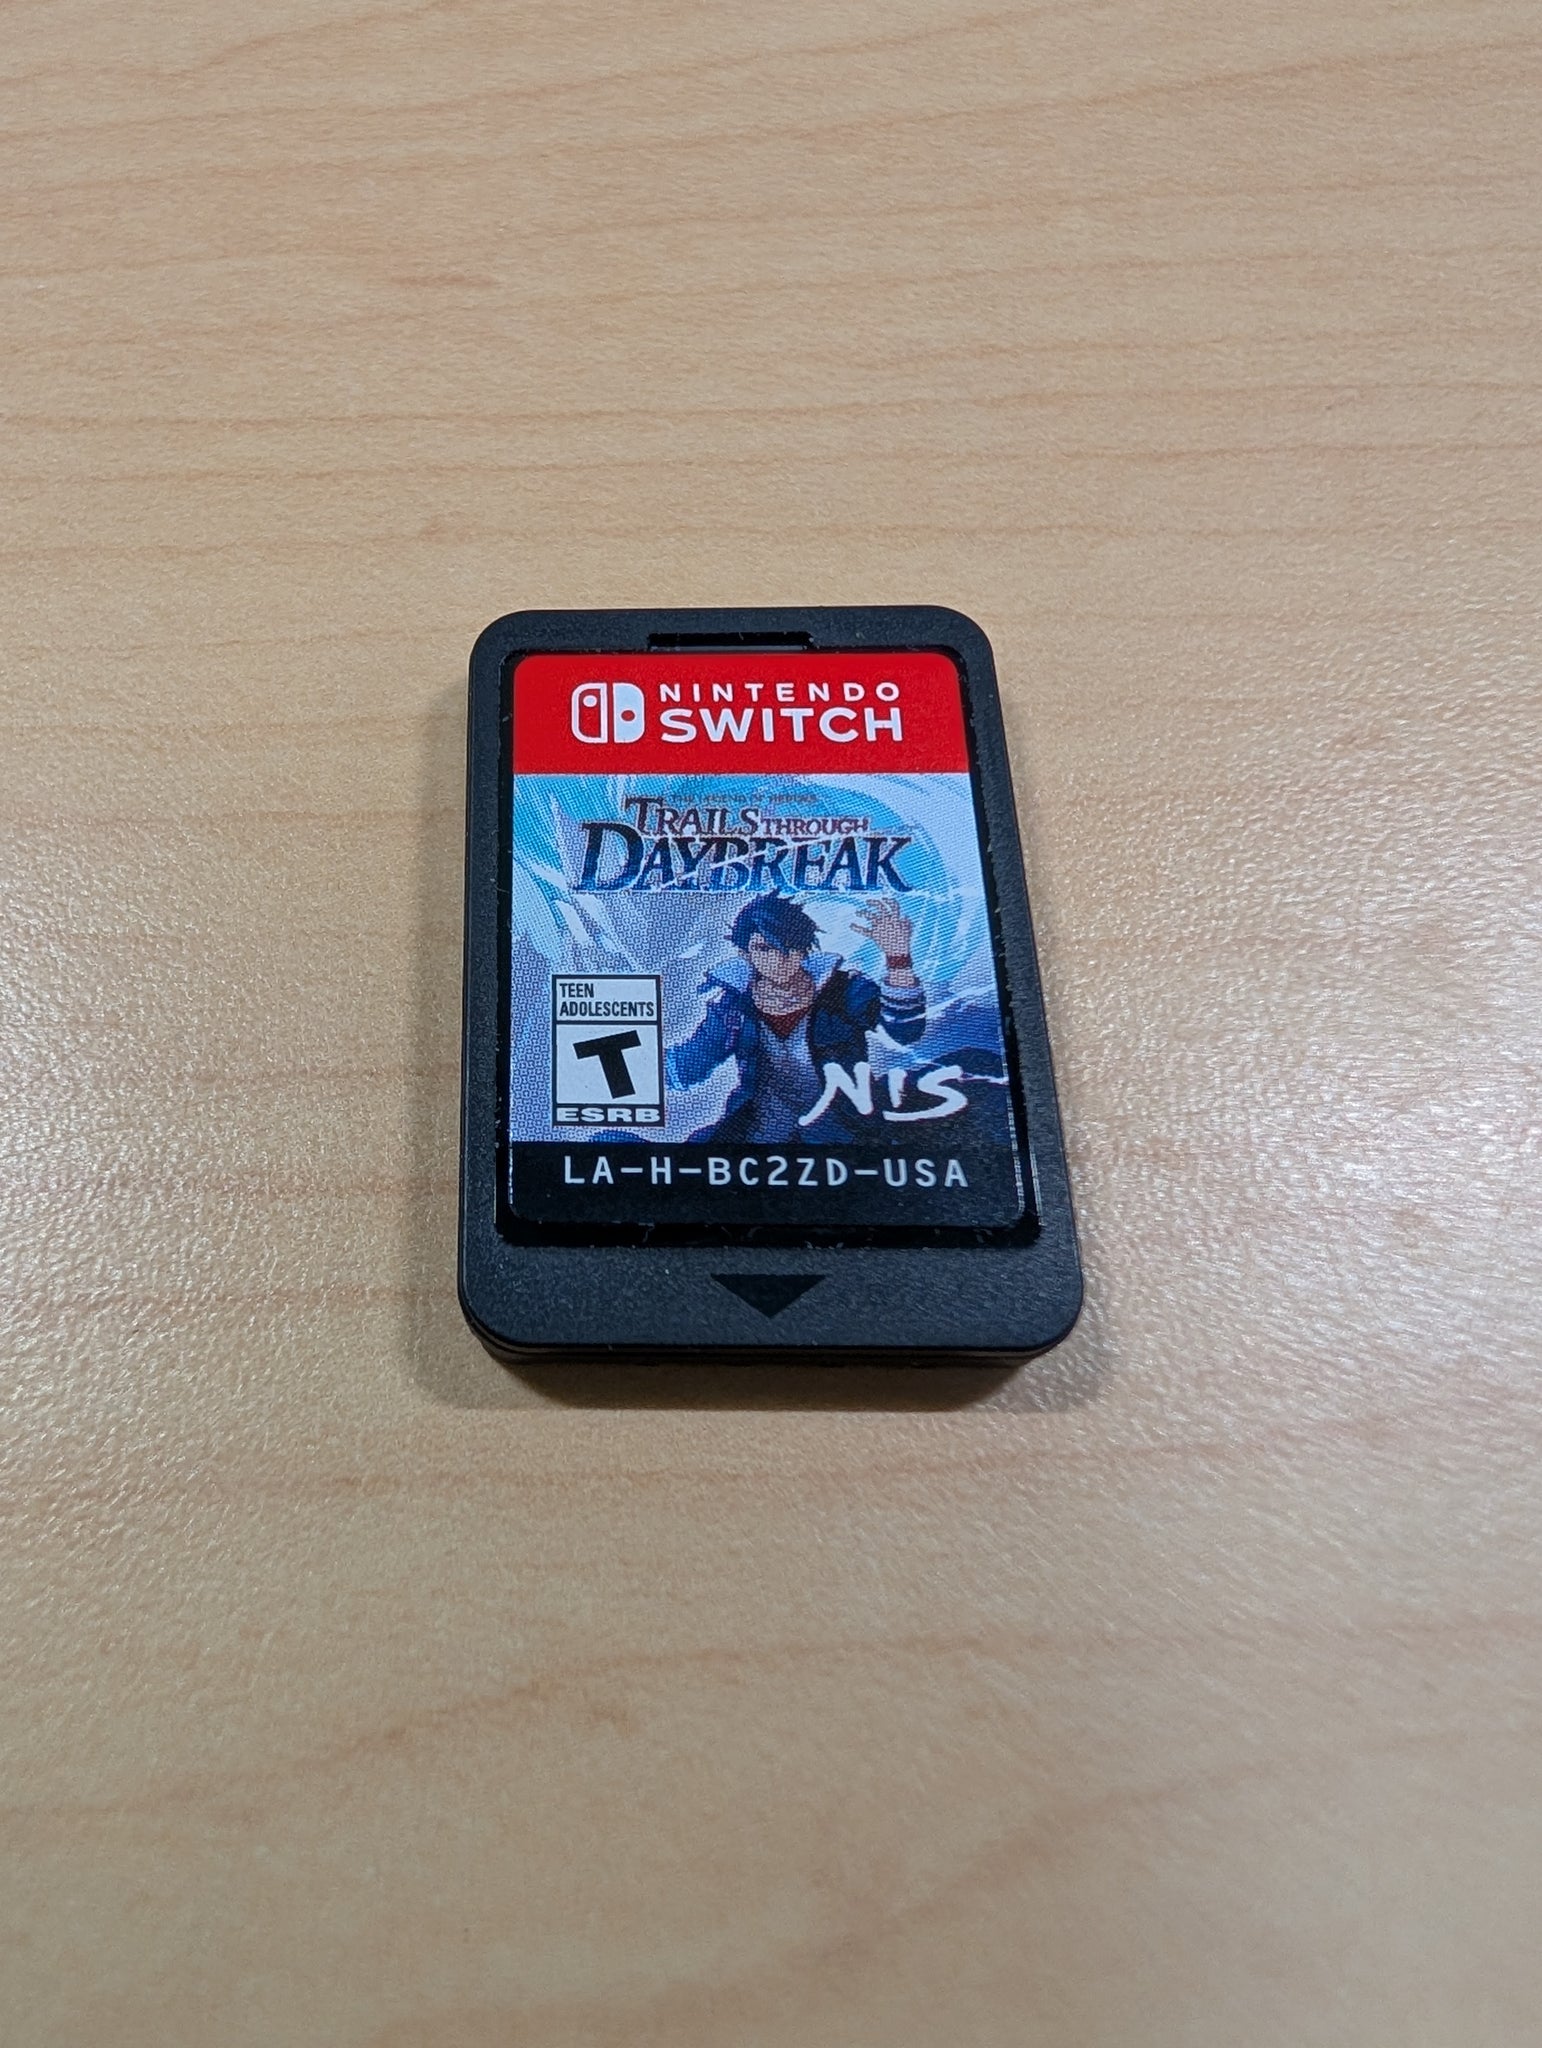 NINTENDO
SWITCH
THE LEGEND OF HEROES
TRAILS THROUGH
DAYBREAK
TEEN
ADOLESCENTS
T
ESRB
NIS
LA-H-BC2ZD-USA